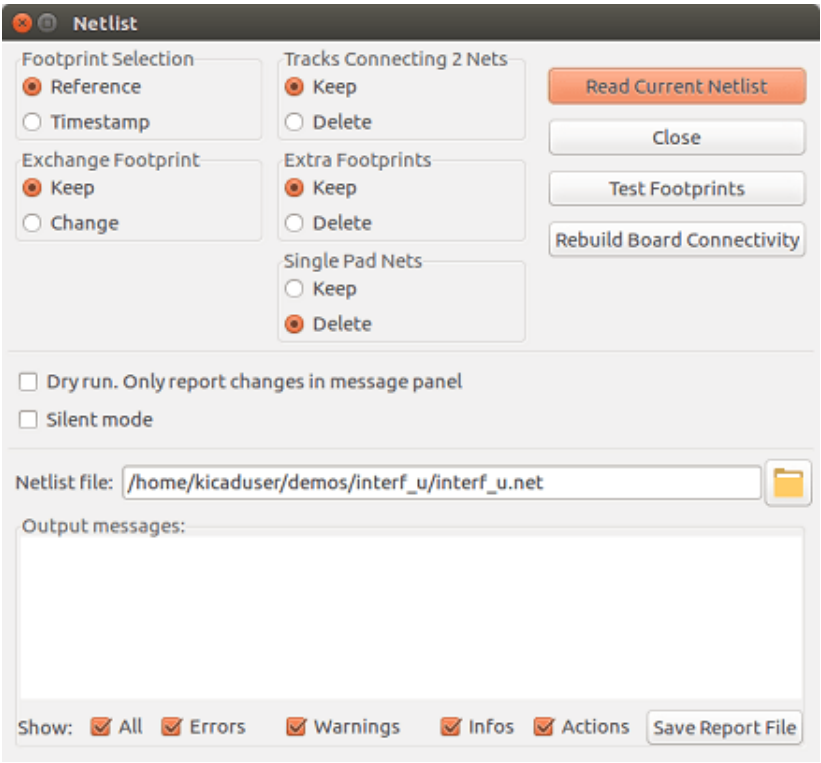 Netlist
Footprint Selection
Reference
Timestamp
Exchange Footprint
Keep
Change
Tracks Connecting 2 Nets
Keep
Delete
Extra Footprints
Keep
Delete
Single Pad Nets
Keep
Delete
Read Current Netlist
Close
Test Footprints
Rebuild Board Connectivity
Dry run. Only report changes in message panel
Silent mode
Netlist file: /home/kicaduser/demos/interf_u/interf_u.net
Output messages:
Show: All Errors Warnings Infos Actions Save Report File